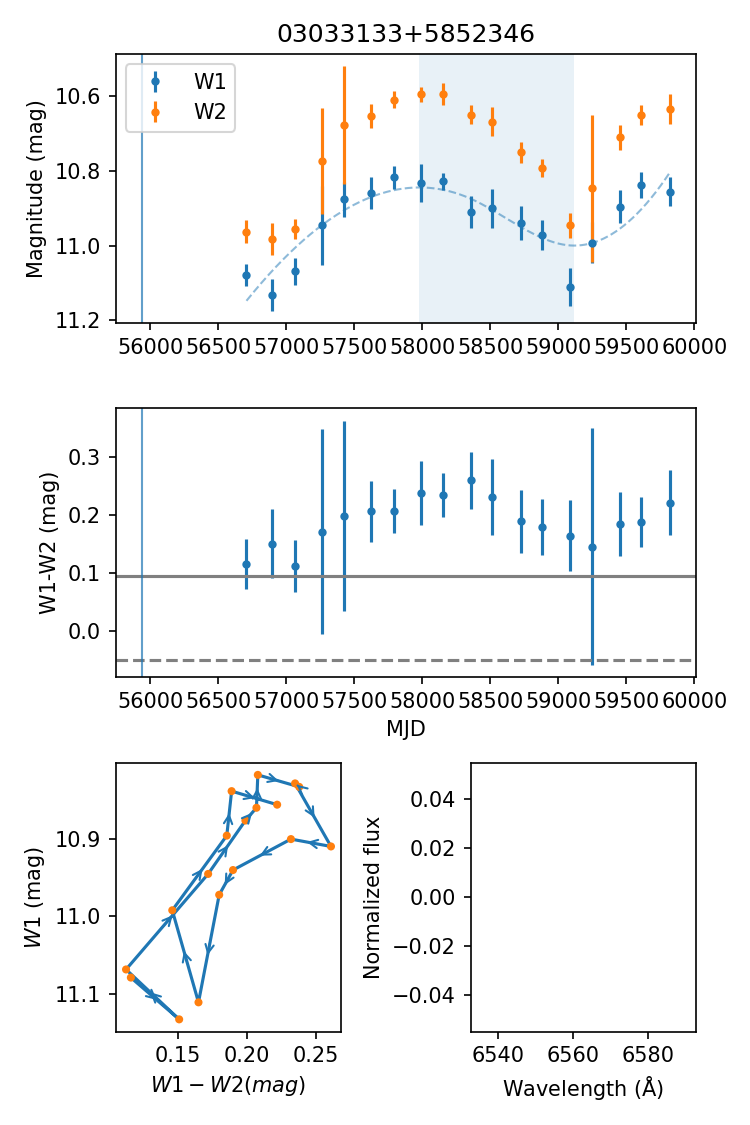 03033133+5852346
W1
W2
Magnitude (mag)
10.6
10.8
11.0
11.2
56000 56500 57000 57500 58000 58500 59000 59500 60000
W1-W2 (mag)
0.3
0.2
0.1
0.0
56000 56500 57000 57500 58000 58500 59000 59500 60000
MJD
W1 (mag)
10.9
11.0
11.1
0.15 0.20 0.25
W1 − W2(mag)
Normalized flux
0.04
0.02
0.00
−0.02
−0.04
6540 6560 6580
Wavelength (Å)